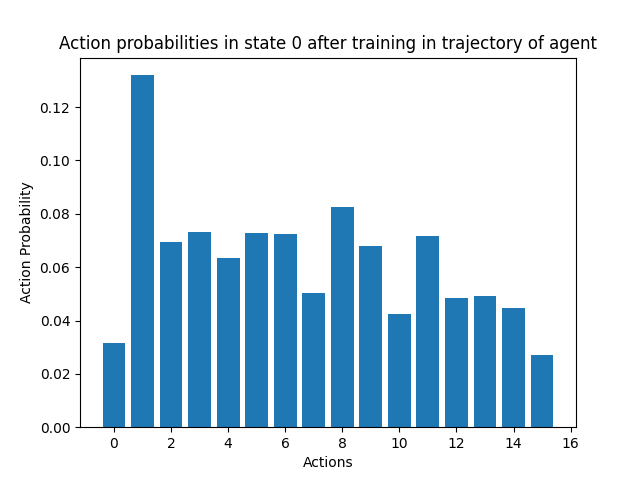 Action probabilities in state 0 after training in trajectory of agent
0.12
0.10
0.08
0.06
0.04
0.02
0.00
Action Probability
0 2 4 6 8 10 12 14 16
Actions